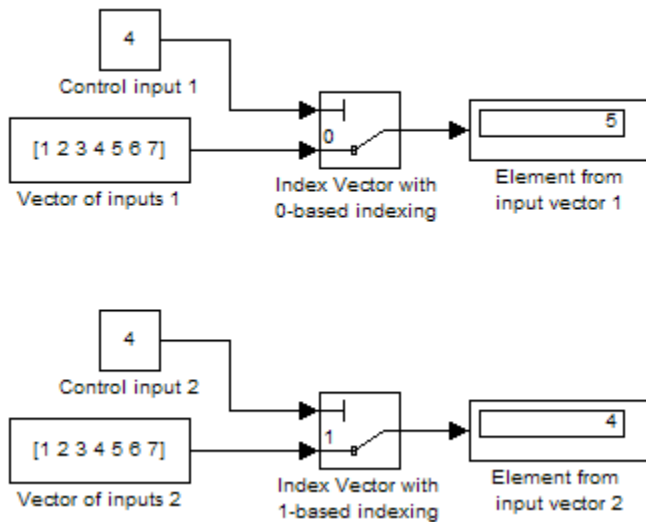 4
Control input 1
[1 2 3 4 5 6 7]
Vector of inputs 1
0
Index Vector with
0-based indexing
5
Element from
input vector 1
4
Control input 2
[1 2 3 4 5 6 7]
Vector of inputs 2
1
Index Vector with
1-based indexing
4
Element from
input vector 2